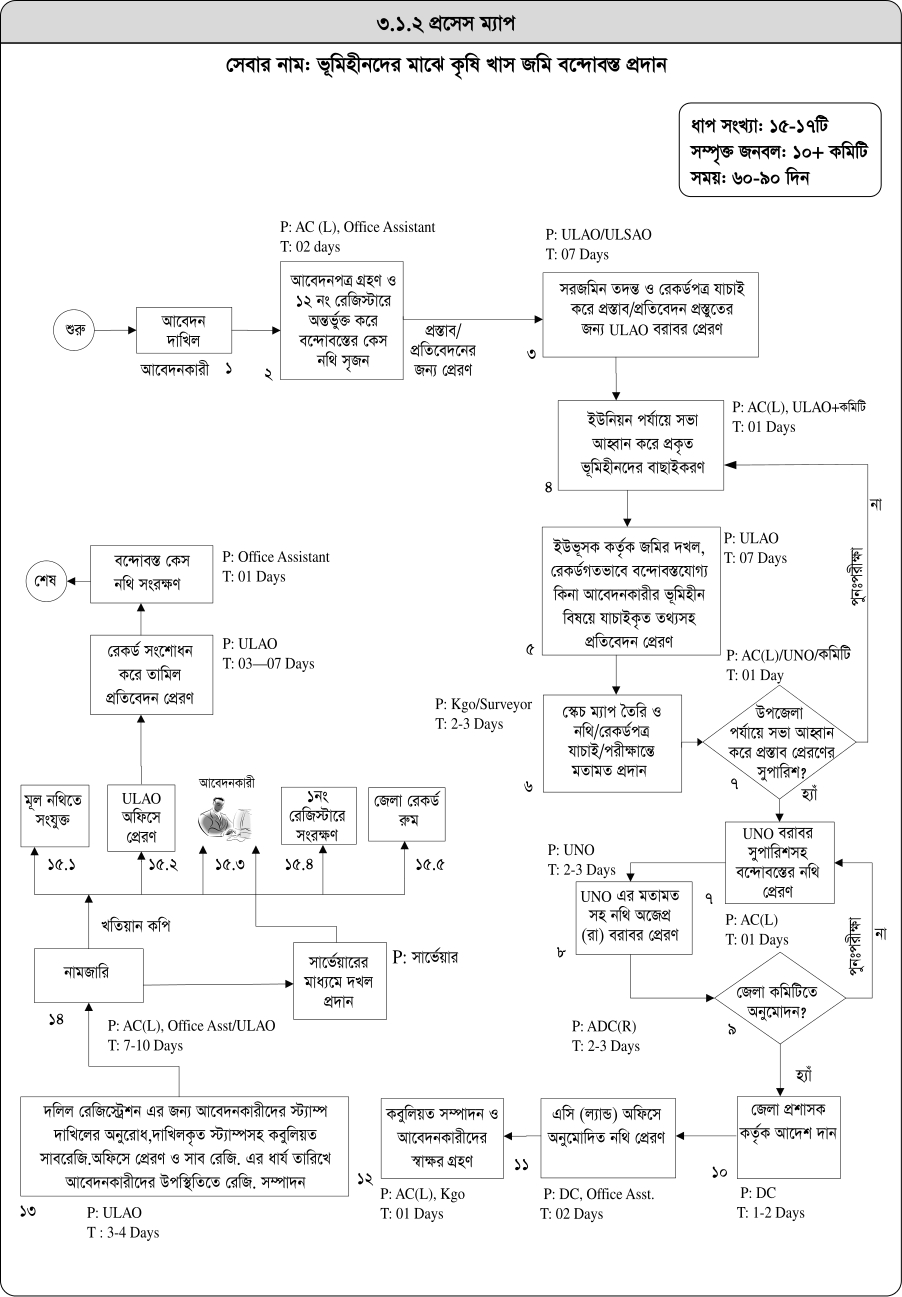 ৩.১.২ প্রসেস ম্যাপ
সেবার নাম: ভূমিহীনদের মাঝে কৃষি খাস জমি বন্দোবস্ত প্রদান
ধাপ সংখ্যা: ১৫-১৭টি
সম্পৃক্ত জনবল: ১০+ কমিটি
সময়: ৬০-৯০ দিন
শুরু
আবেদন
দাখিল
আবেদনকারী
১
P: AC (L), Office Assistant
T: 02 days
আবেদনপত্র গ্রহণ ও
১২ নং রেজিস্টারে
অন্তর্ভুক্ত করে
বন্দোবস্তের কেস
নথি সৃজন
২
প্রস্তাব/
প্রতিবেদনের
জন্য প্রেরণ
P: ULAO/ULSAO
T: 07 Days
সরজমিন তদন্ত ও রেকর্ডপত্র যাচাই
করে প্রস্তাব/প্রতিবেদন প্রস্তুতের
জন্য ULAO বরাবর প্রেরণ
৩
P: AC(L), ULAO+কমিটি
T: 01 Days
ইউনিয়ন পর্যায়ে সভা
আহ্বান করে প্রকৃত
ভূমিহীনদের বাছাইকরণ
৪
না
পুনঃপরীক্ষা
P: ULAO
T: 07 Days
ইউভূসক কর্তৃক জমির দখল,
রেকর্ডগতভাবে বন্দোবস্তযোগ্য
কিনা আবেদনকারীর ভূমিহীন
বিষয়ে যাচাইকৃত তথ্যসহ
প্রতিবেদন প্রেরণ
৫
P: Kgo/Surveyor
T: 2-3 Days
স্কেচ ম্যাপ তৈরি ও
নথি/রেকর্ডপত্র
যাচাই/পরীক্ষান্তে
মতামত প্রদান
৬
P: AC(L)/UNO/কমিটি
T: 01 Day
উপজেলা
পর্যায়ে সভা আহ্বান
করে প্রস্তাব প্রেরণের
সুপারিশ?
৭
হ্যাঁ
UNO বরাবর
সুপারিশসহ
বন্দোবস্তের নথি
প্রেরণ
৭
P: AC(L)
T: 01 Days
না
পুনঃপরীক্ষা
P: UNO
T: 2-3 Days
UNO এর মতামত
সহ নথি অজেপ্র
(রা) বরাবর প্রেরণ
৮
জেলা কমিটিতে
অনুমোদন?
৯
P: ADC(R)
T: 2-3 Days
হ্যাঁ
জেলা প্রশাসক
কর্তৃক আদেশ দান
১০
P: DC
T: 1-2 Days
এসি (ল্যান্ড) অফিসে
অনুমোদিত নথি প্রেরণ
১১
P: DC, Office Asst.
T: 02 Days
কবুলিয়ত সম্পাদন ও
আবেদনকারীদের
স্বাক্ষর গ্রহণ
১২
P: AC(L), Kgo
T: 01 Days
দলিল রেজিস্ট্রেশন এর জন্য আবেদনকারীদের স্ট্যাম্প
দাখিলের অনুরোধ,দাখিলকৃত স্ট্যাম্পসহ কবুলিয়ত
সাবরেজি.অফিসে প্রেরণ ও সাব রেজি. এর ধার্য তারিখে
আবেদনকারীদের উপস্থিতিতে রেজি. সম্পাদন
১৩
P: ULAO
T : 3-4 Days
নামজারি
১৪
P: AC(L), Office Asst/ULAO
T: 7-10 Days
সার্ভেয়ারের
মাধ্যমে দখল
প্রদান
P: সার্ভেয়ার
খতিয়ান কপি
মূল নথিতে
সংযুক্ত
১৫.১
ULAO
অফিসে
প্রেরণ
১৫.২
আবেদনকারী
১৫.৩
১নং
রেজিস্টারে
সংরক্ষণ
১৫.৪
জেলা রেকর্ড
রুম
১৫.৫
রেকর্ড সংশোধন
করে তামিল
প্রতিবেদন প্রেরণ
P: ULAO
T: 03—07 Days
বন্দোবস্ত কেস
নথি সংরক্ষণ
P: Office Assistant
T: 01 Days
শেষ